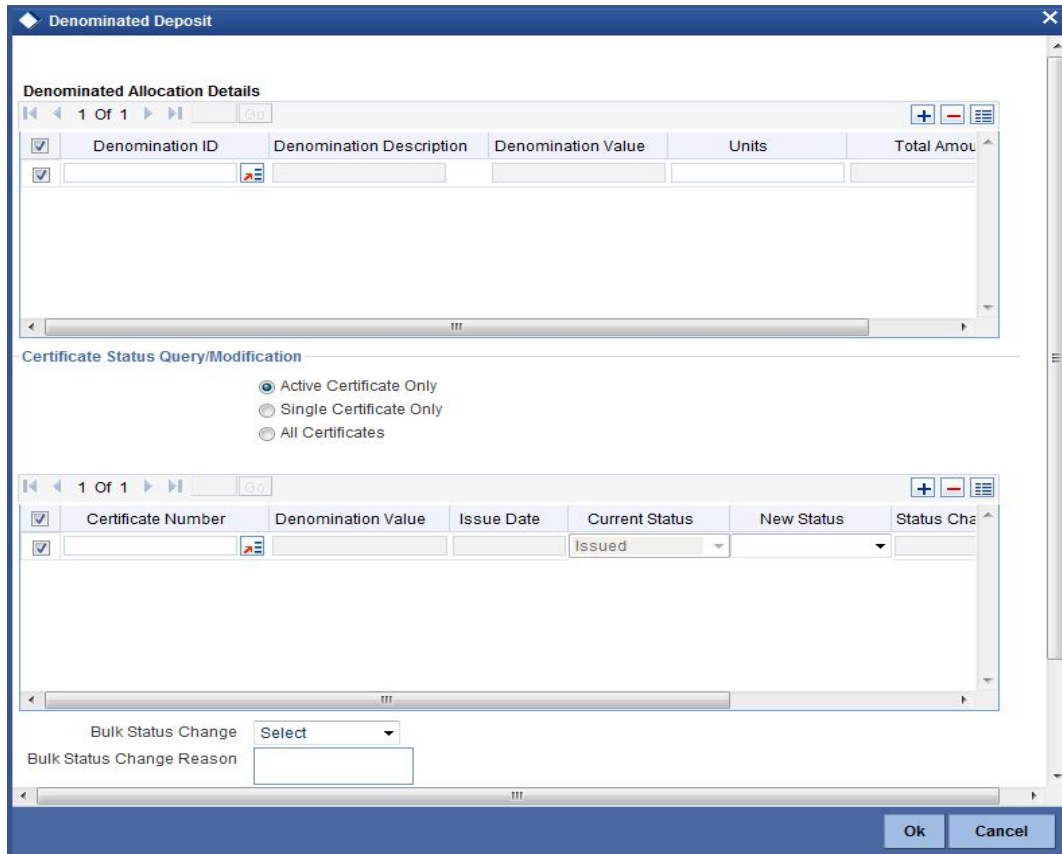 Denominated Deposit
Denominated Allocation Details
1 Of 1 Go
Denomination ID Denomination Description Denomination Value Units Total Amou
Certificate Status Query/Modification
Active Certificate Only
Single Certificate Only
All Certificates
1 Of 1 Go
Certificate Number Denomination Value Issue Date Current Status New Status Status Cha
Issued
Bulk Status Change Select
Bulk Status Change Reason
Ok Cancel